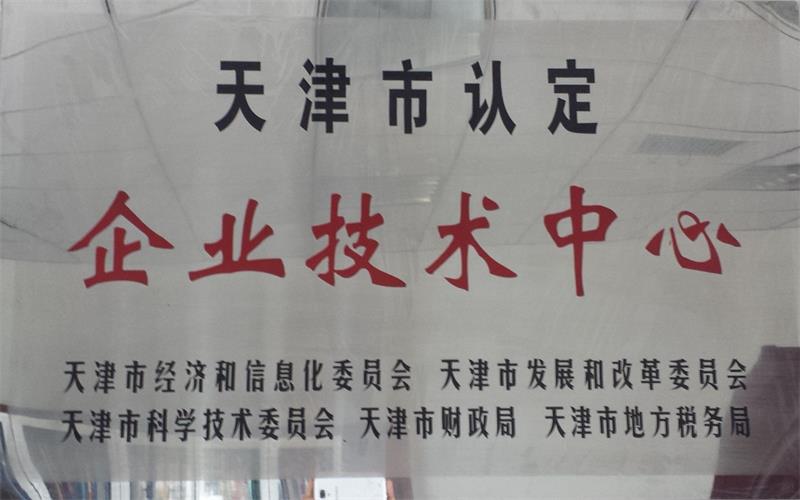 天津市认定
企业技术中心
天津市经济和信息化委员会 天津市发展和改革委员会
天津市科学技术委员会 天津市财政局 天津市地方税务局